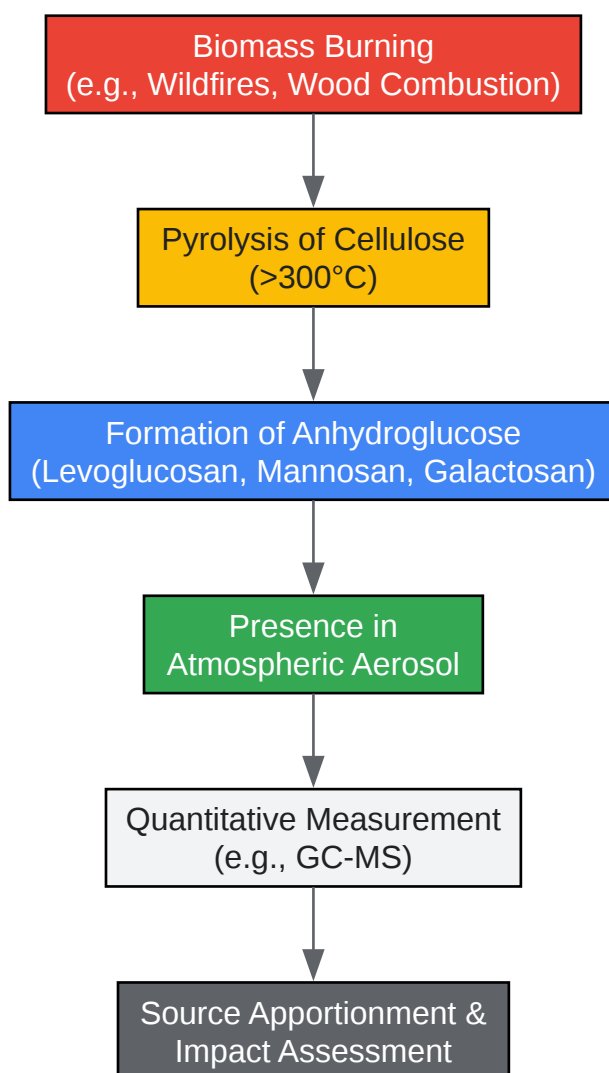 Biomass Burning
(e.g., Wildfires, Wood Combustion)
Pyrolysis of Cellulose
(>300°C)
Formation of Anhydroglucose
(Levoglucosan, Mannosan, Galactosan)
Presence in
Atmospheric Aerosol
Quantitative Measurement
(e.g., GC-MS)
Source Apportionment &
Impact Assessment